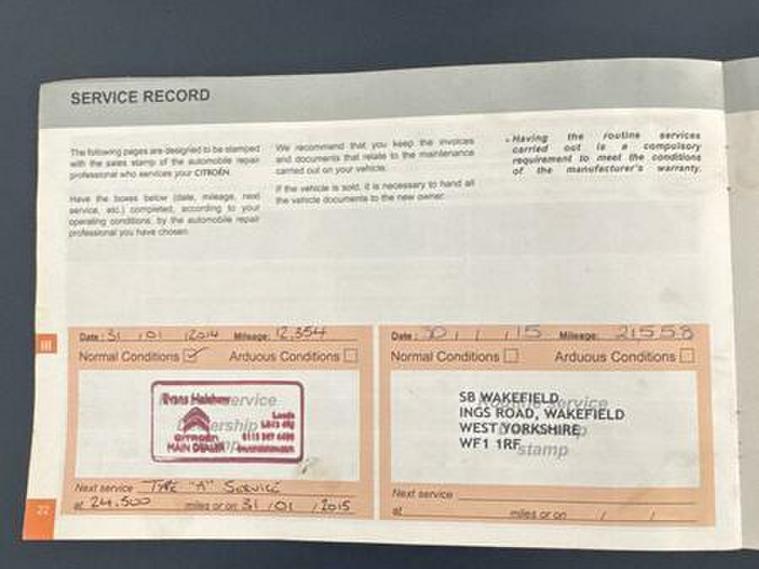 SERVICE RECORD
The following pages are designed to be stamped
with the sales stamp of the automobile repair
professional who services your CITROËN.
Have the boxes below (date, mileage, next
service, etc.) completed, according to your
operating conditions, by the automobile repair
professional you have chosen.
We recommend that you keep the invoices
and documents that relate to the maintenance
carried out on your vehicle.
If the vehicle is sold, it is necessary to hand all
the vehicle documents to the new owner.
Having the routine services
carried out is a compulsory
requirement to meet the conditions
of the manufacturer's warranty.
III
Date: 31 / 01 / 2014 Mileage: 12,354
Normal Conditions Arduous Conditions
Evans Halshaw
Leeds
CITROËN
MAIN DEALER
service
stamp
Next service TYPE "A" SERVICE
at 24,500 miles or on 31 / 01 / 2015
Date: 30 / 1 / 15 Mileage: 21558
Normal Conditions Arduous Conditions
SB WAKEFIELD
INGS ROAD, WAKEFIELD
WEST YORKSHIRE
WF1 1RF
service
stamp
Next service
at miles or on / /
22